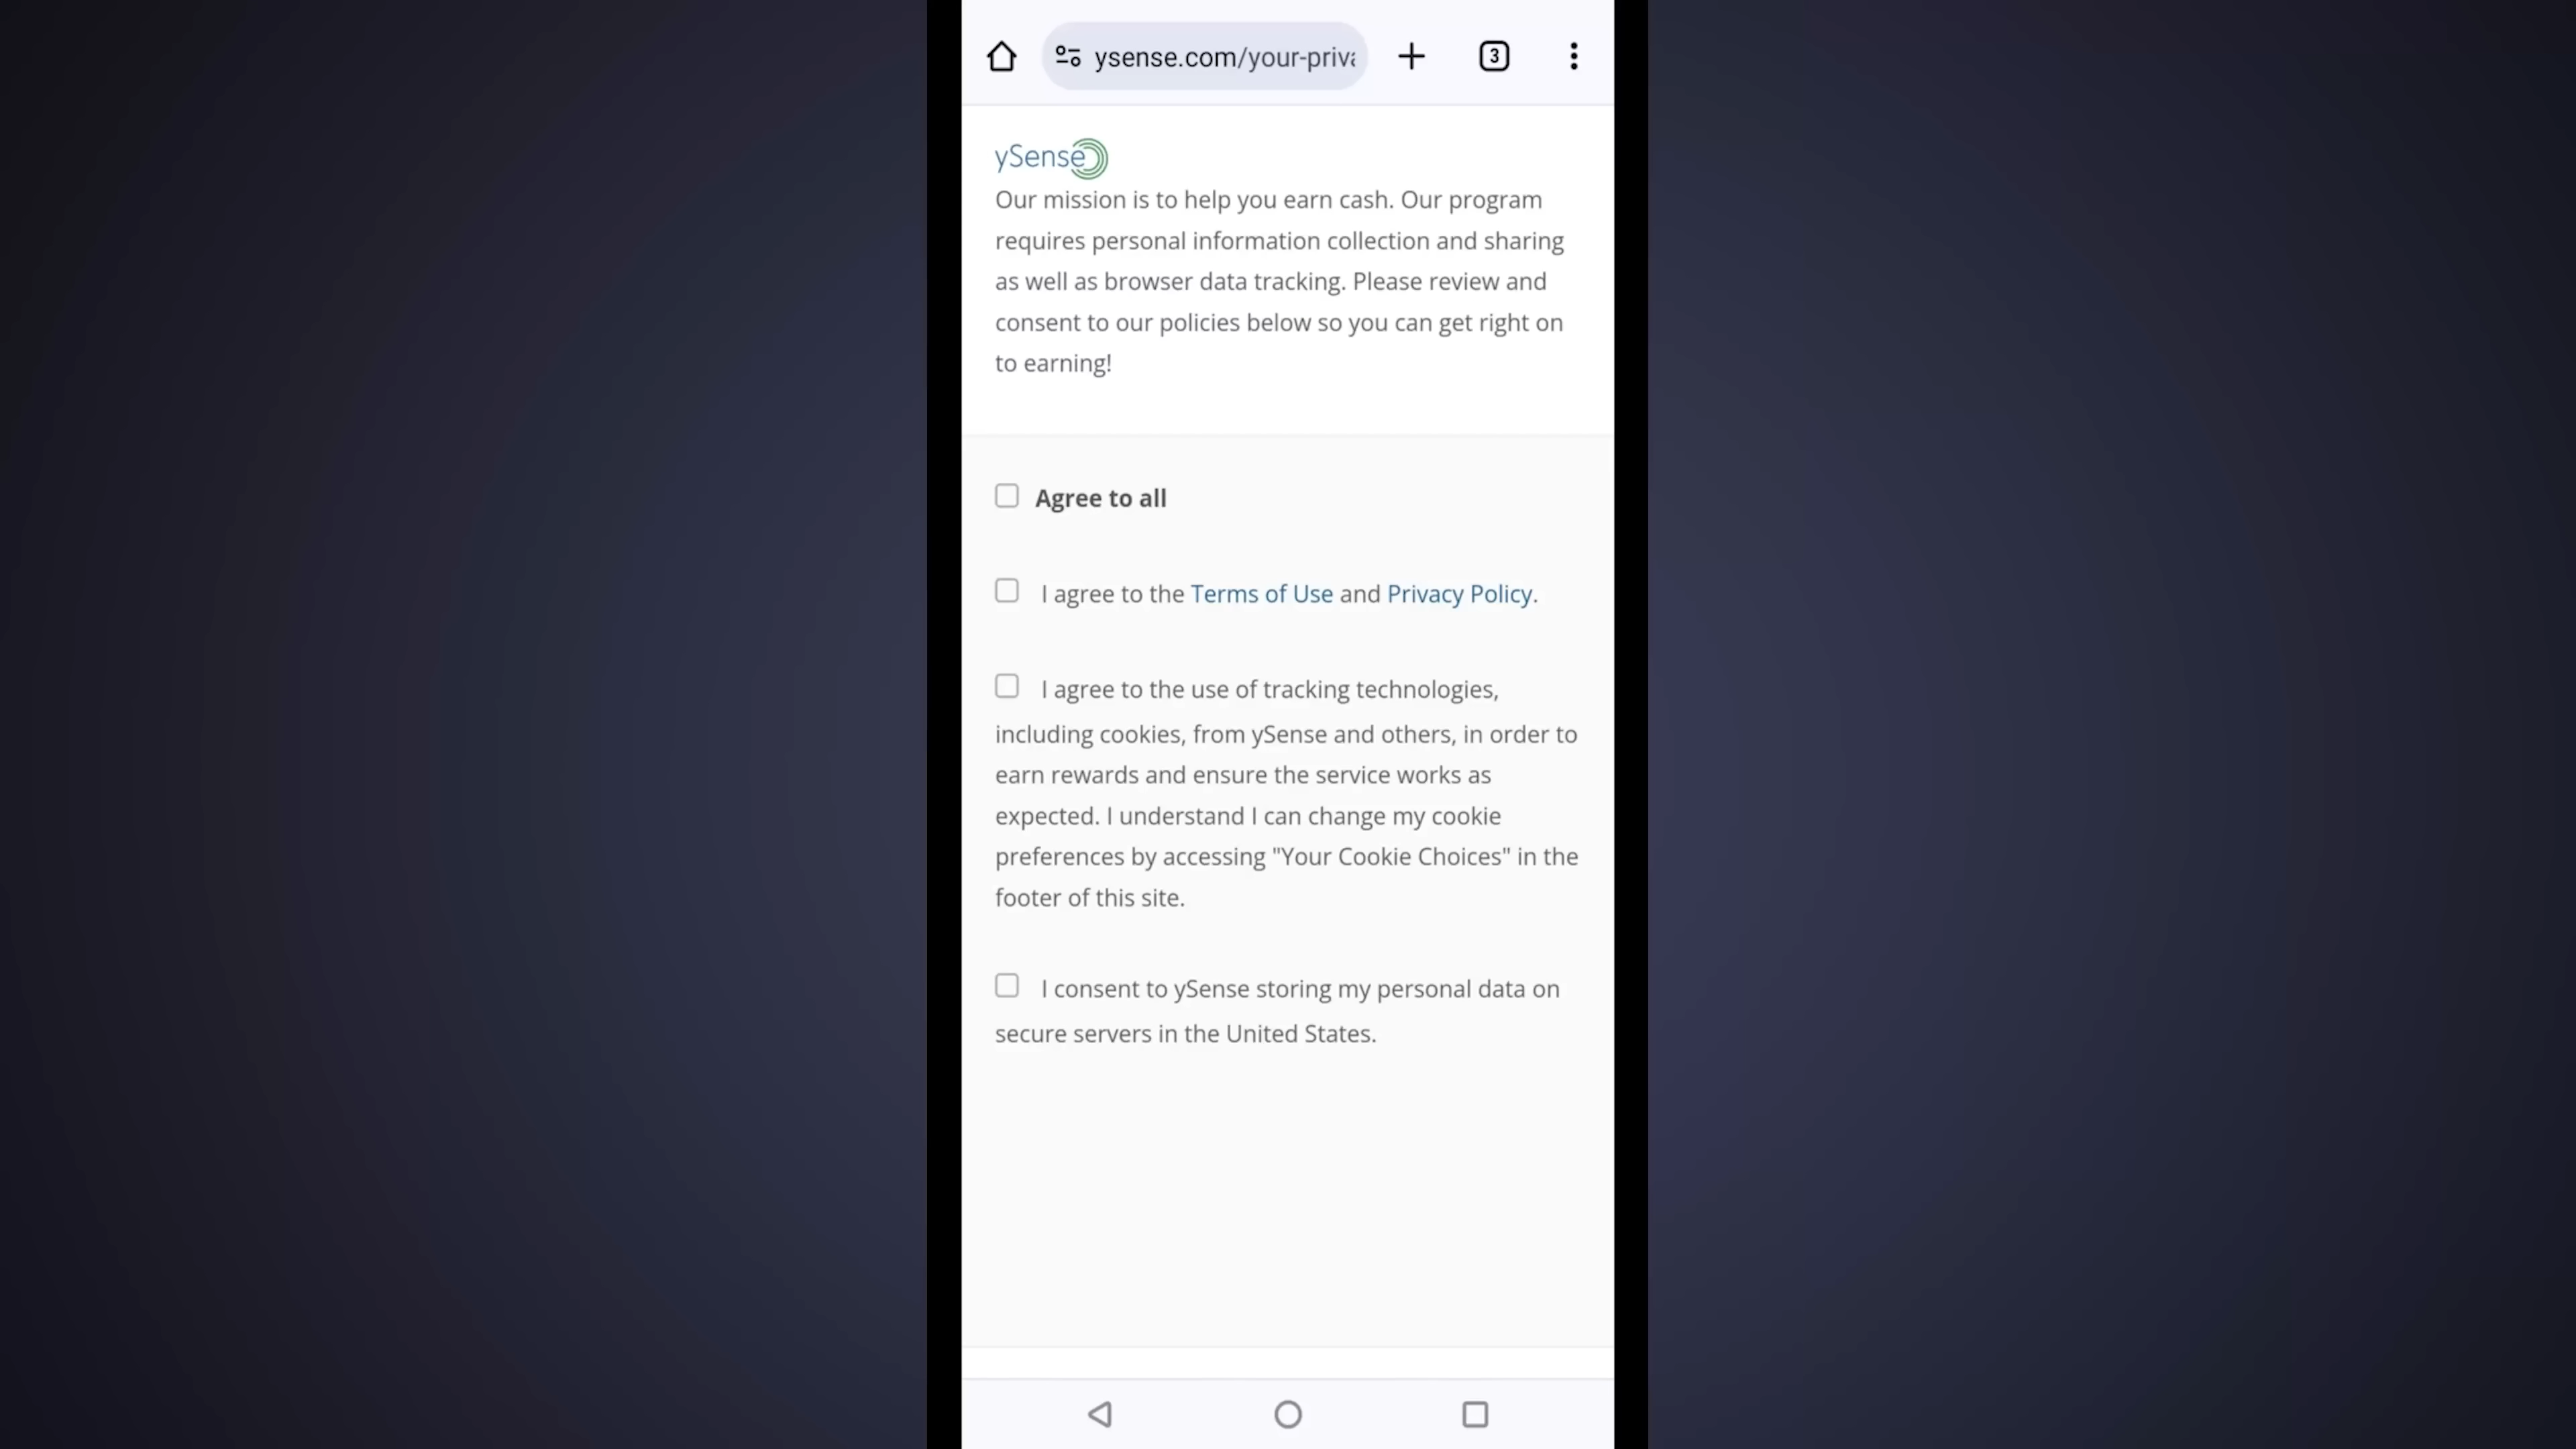 ysense.com/your-priva
3
ySense
Our mission is to help you earn cash. Our program
requires personal information collection and sharing
as well as browser data tracking. Please review and
consent to our policies below so you can get right on
to earning!
Agree to all
I agree to the Terms of Use and Privacy Policy.
I agree to the use of tracking technologies,
including cookies, from ySense and others, in order to
earn rewards and ensure the service works as
expected. I understand I can change my cookie
preferences by accessing "Your Cookie Choices" in the
footer of this site.
I consent to ySense storing my personal data on
secure servers in the United States.